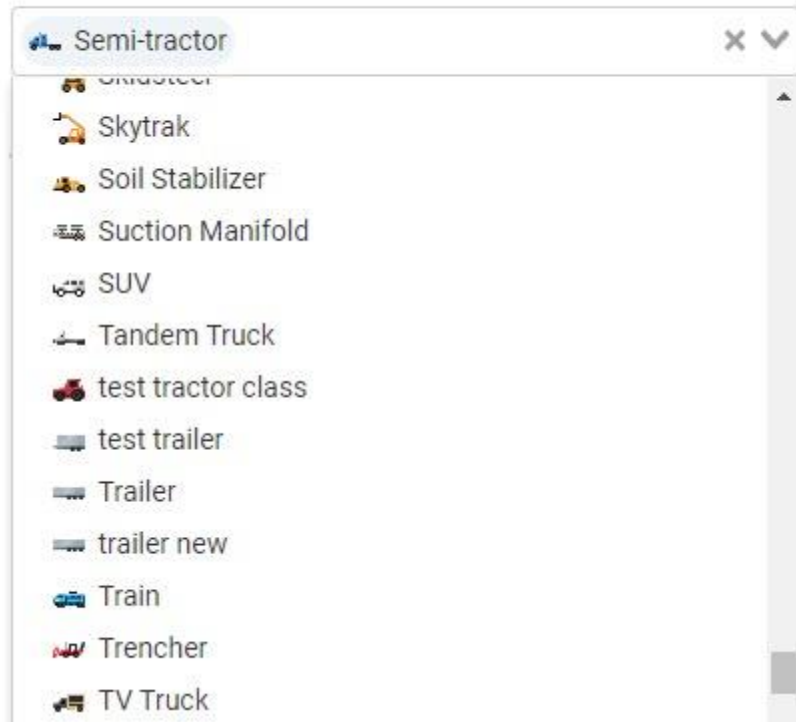 Semi-tractor
Skidsteer
Skytrak
Soil Stabilizer
Suction Manifold
SUV
Tandem Truck
test tractor class
test trailer
Trailer
trailer new
Train
Trencher
TV Truck